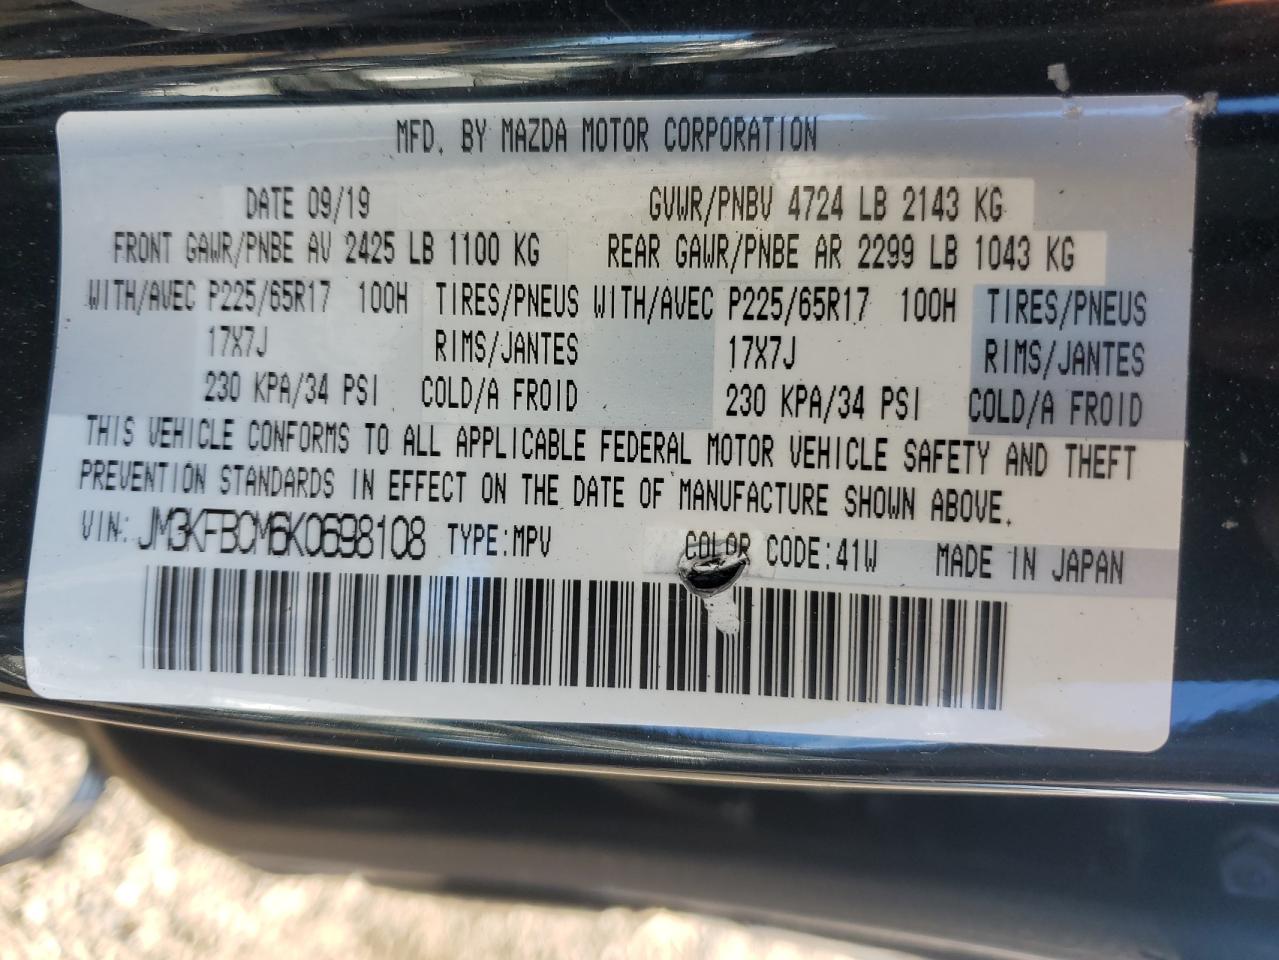 MFD. BY MAZDA MOTOR CORPORATION
DATE 09/19 GVWR/PNBV 4724 LB 2143 KG
FRONT GAWR/PNBE AV 2425 LB 1100 KG REAR GAWR/PNBE AR 2299 LB 1043 KG
WITH/AVEC P225/65R17 100H TIRES/PNEUS WITH/AVEC P225/65R17 100H TIRES/PNEUS
17X7J RIMS/JANTES 17X7J RIMS/JANTES
230 KPA/34 PSI COLD/A FROID 230 KPA/34 PSI COLD/A FROID
THIS VEHICLE CONFORMS TO ALL APPLICABLE FEDERAL MOTOR VEHICLE SAFETY AND THEFT
PREVENTION STANDARDS IN EFFECT ON THE DATE OF MANUFACTURE SHOWN ABOVE.
VIN: JM3KFBCM6K0698108 TYPE:MPV COLOR CODE:41W MADE IN JAPAN